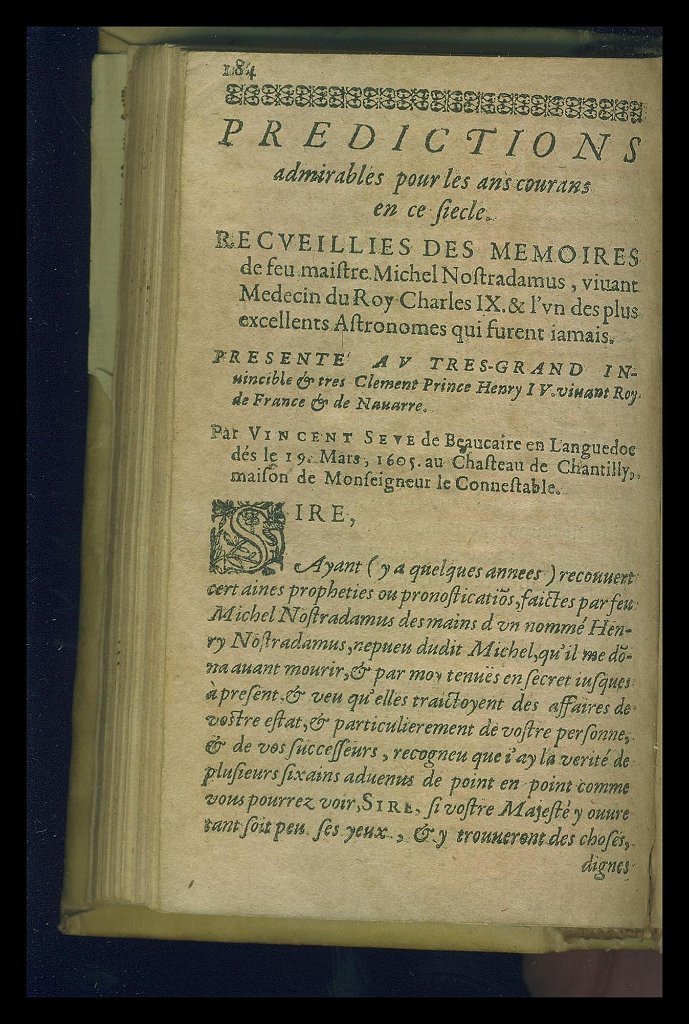 184
PREDICTIONS
admirables pour les ans courans
en ce ſiecle.
RECVEILLIES DES MEMOIRES
de feu maiſtre Michel Noſtradamus, viuant
Medecin du Roy Charles IX. & l'vn des plus
excellents Aſtronomes qui furent iamais.
PRESENTE' AV TRES-GRAND IN-
uincible & tres Clement Prince Henry IV. viuant Roy
de France & de Nauarre.
Par VINCENT SEVE de Beaucaire en Languedoc
dés le 19. Mars, 1605. au Chaſteau de Chantilly,
maiſon de Monſeigneur le Conneſtable.
SIRE,
Ayant (y a quelques annees) recouuert
certaines propheties ou pronoſticatiõs, faictes par feu
Michel Noſtradamus des mains d vn nommé Hen-
ry Noſtradamus, nepueu dudit Michel, qu'il me dõ-
na auant mourir, & par moy tenuës en ſecret iuſques
à preſent, & veu qu'elles traictoyent des affaires de
voſtre eſtat, & particulierement de voſtre perſonne,
& de vos ſucceſſeurs, recogneu que i'ay la verité de
pluſieurs ſixains aduenus de point en point comme
vous pourrez voir, SIRE, ſi voſtre Majeſté y ouure
tant ſoit peu ſes yeux, & y trouueront des choſes,
dignes